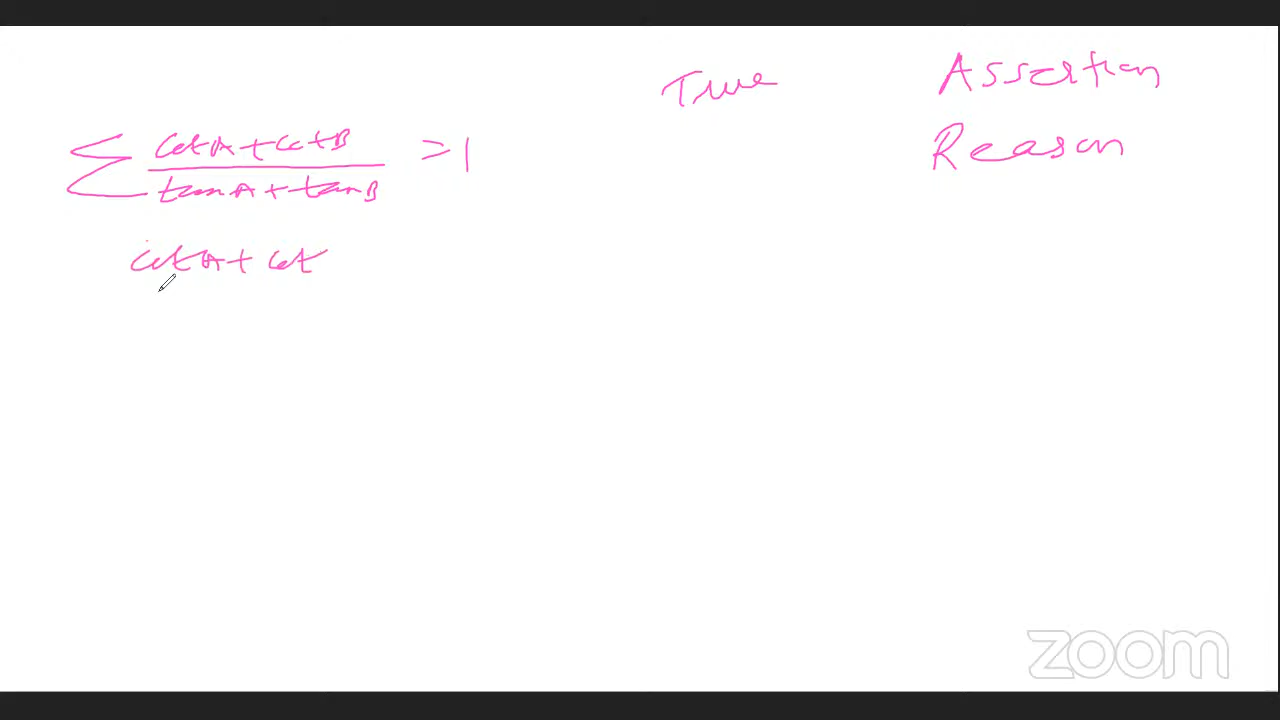 True
Assertion
Reason
∑ (cotA + cotB)/(tanA + tanB) > 1
cotA + cot
zoom